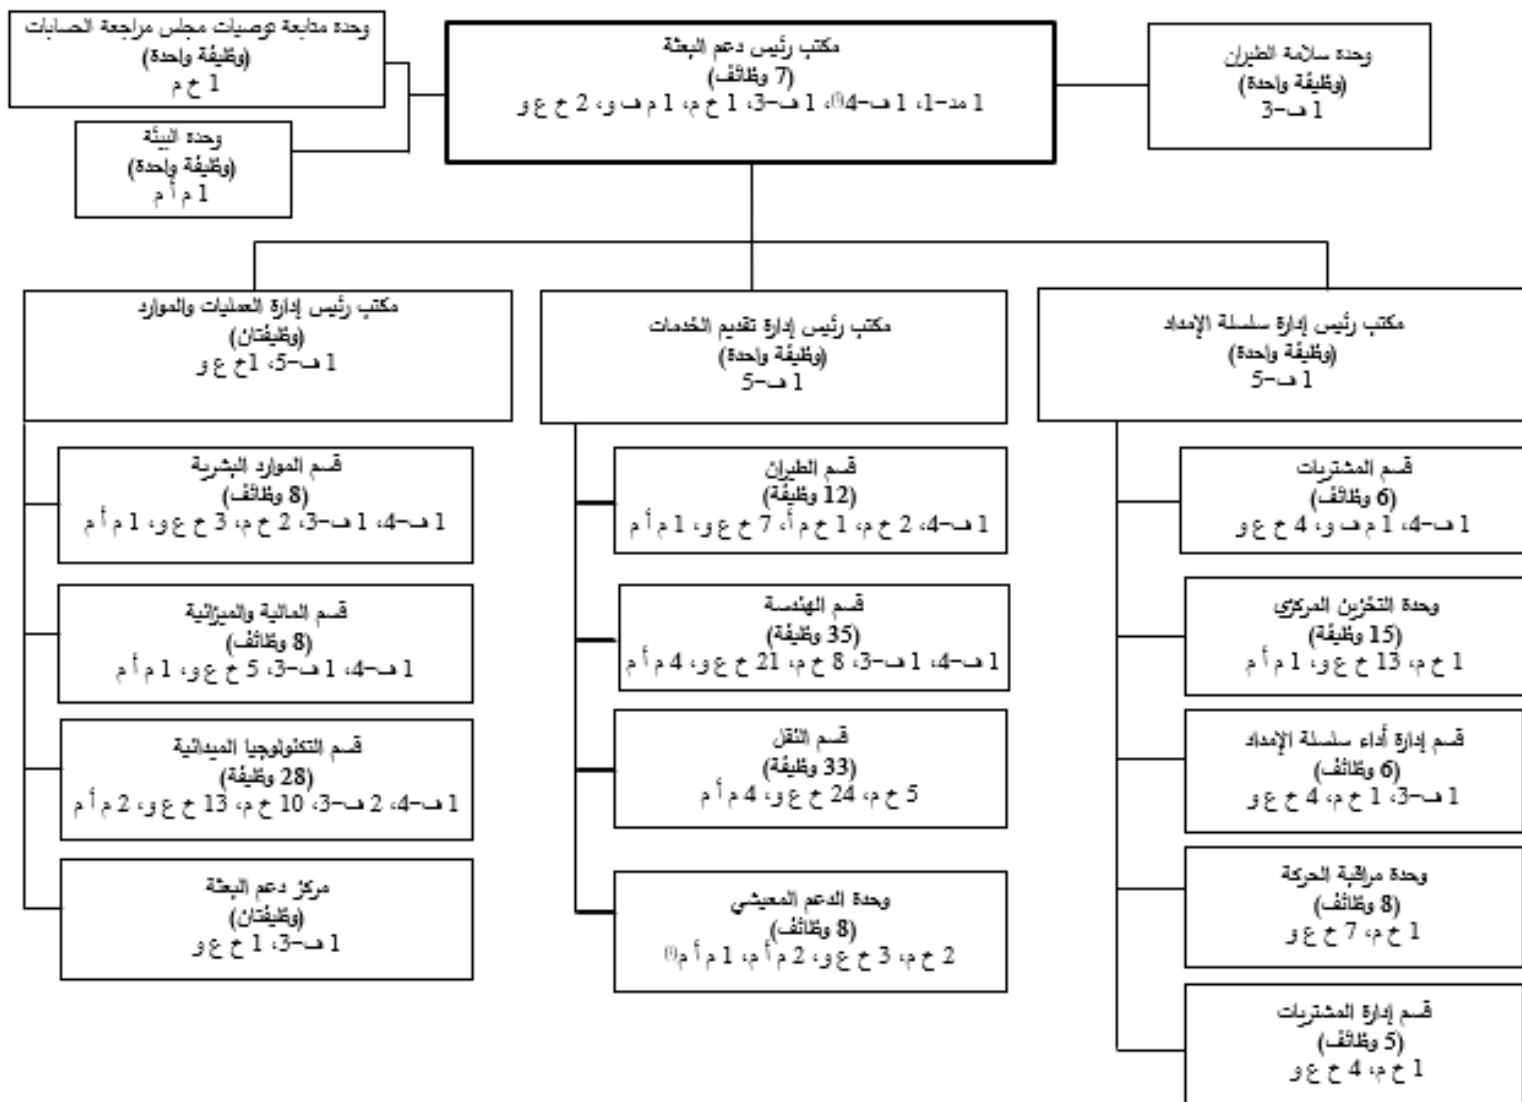 مكتب رئيس دعم البعثة
(7 وظائف)
1 مد-1، 1 ف-4(أ)، 1 ف-3، 1 خ م، 1 م ف و، 2 خ ع و
وحدة سلامة الطيران
(وظيفة واحدة)
1 ف-3
وحدة متابعة توصيات مجلس مراجعة الحسابات
(وظيفة واحدة)
1 خ م
وحدة البيئة
(وظيفة واحدة)
1 م أ م
مكتب رئيس إدارة سلسلة الإمداد
(وظيفة واحدة)
1 ف-5
قسم المشتريات
(6 وظائف)
1 ف-4، 1 م ف و، 4 خ ع و
وحدة التخزين المركزي
(15 وظيفة)
1 خ م، 13 خ ع و، 1 م أ م
قسم إدارة أداء سلسلة الإمداد
(6 وظائف)
1 ف-3، 1 خ م، 4 خ ع و
وحدة مراقبة الحركة
(8 وظائف)
1 خ م، 7 خ ع و
قسم إدارة المشتريات
(5 وظائف)
1 خ م، 4 خ ع و
مكتب رئيس إدارة تقديم الخدمات
(وظيفة واحدة)
1 ف-5
قسم الطيران
(12 وظيفة)
1 ف-4، 2 خ م، 1 خ م أ، 7 خ ع و، 1 م أ م
قسم الهندسة
(35 وظيفة)
1 ف-4، 1 ف-3، 8 خ م، 21 خ ع و، 4 م أ م
قسم النقل
(33 وظيفة)
5 خ م، 24 خ ع و، 4 م أ م
وحدة الدعم المعيشي
(8 وظائف)
2 خ م، 3 خ ع و، 2 م أ م، 1 م أ م(أ)
مكتب رئيس إدارة العمليات والموارد
(وظيفتان)
1 ف-5، 1خ ع و
قسم الموارد البشرية
(8 وظائف)
1 ف-4، 1 ف-3، 2 خ م، 3 خ ع و، 1 م أ م
قسم المالية والميزانية
(8 وظائف)
1 ف-4، 1 ف-3، 5 خ ع و، 1 م أ م
قسم التكنولوجيا الميدانية
(28 وظيفة)
1 ف-4، 2 ف-3، 10 خ م، 13 خ ع و، 2 م أ م
مركز دعم البعثة
(وظيفتان)
1 ف-3، 1 خ ع و